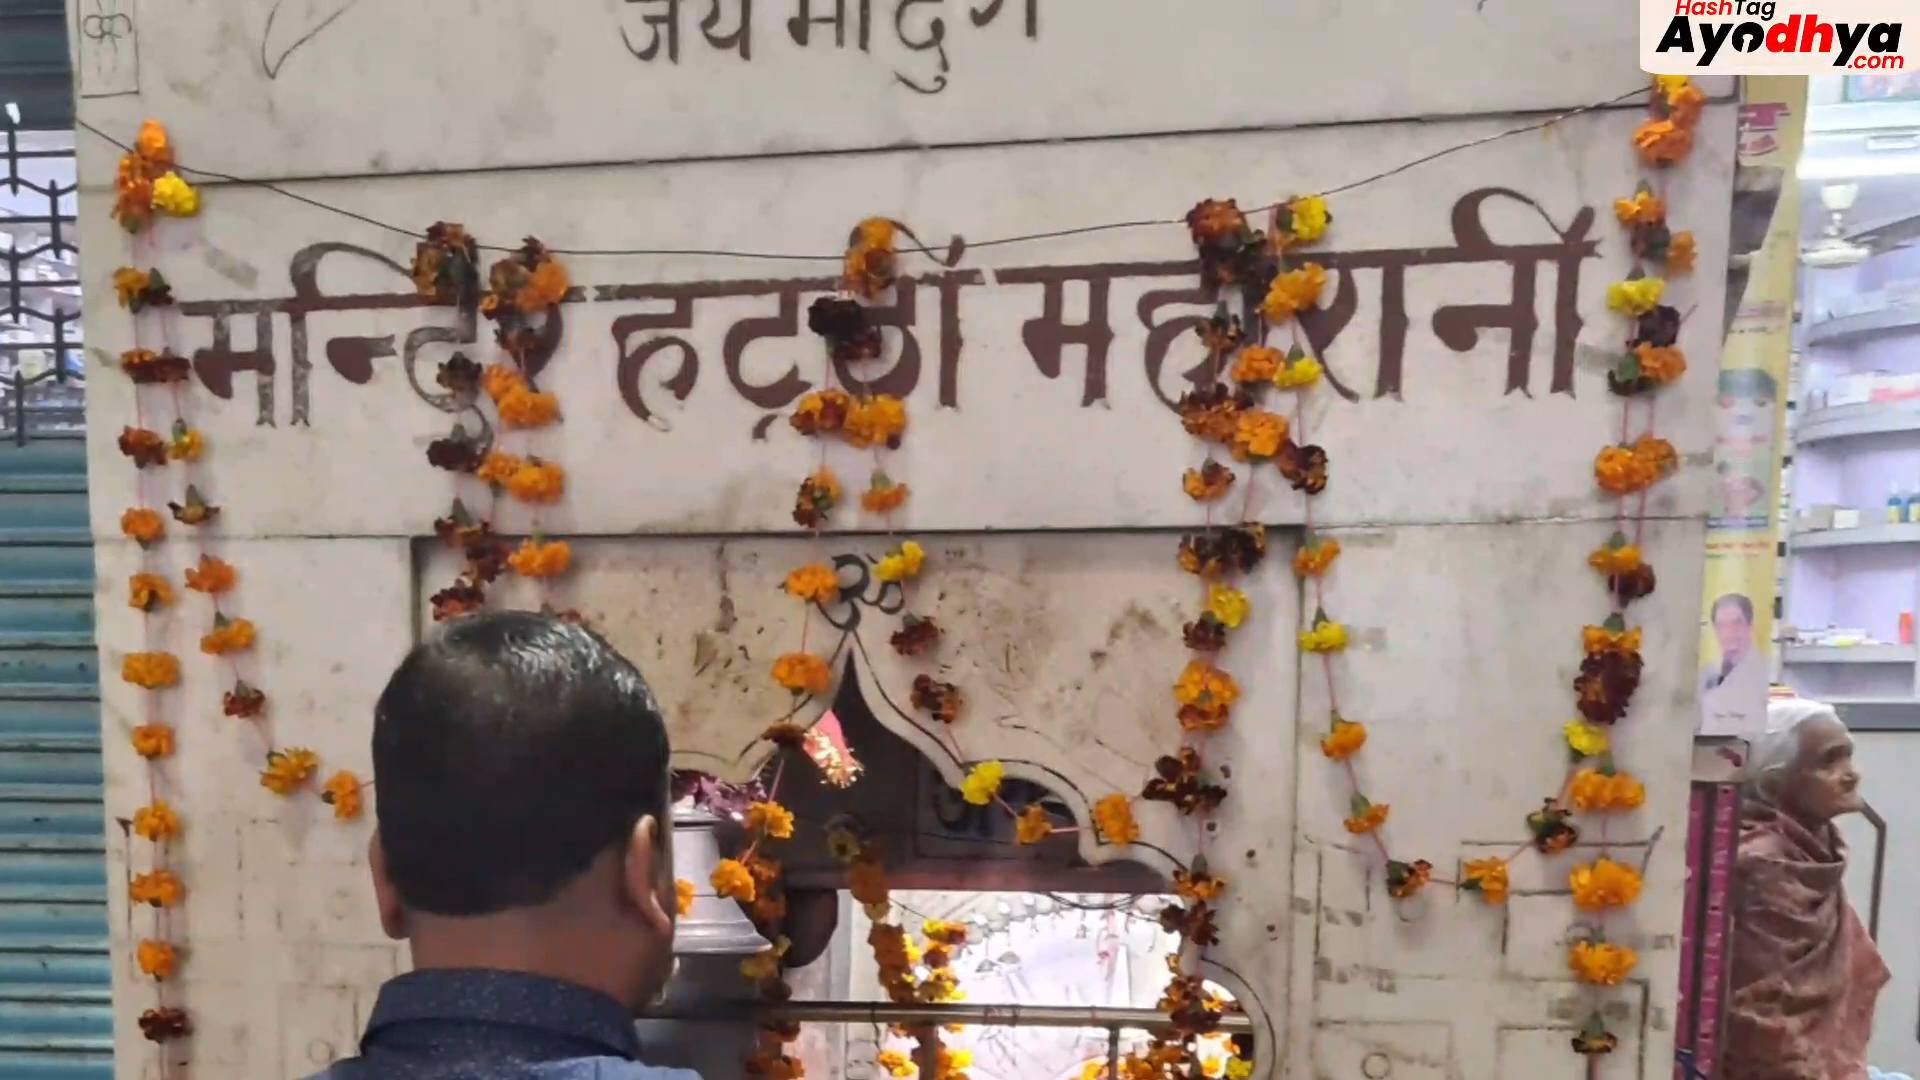 HashTag
Ayodhya
.com
जय माँ दुर्गा
मन्दिर हट्ठी महारानी
ॐ